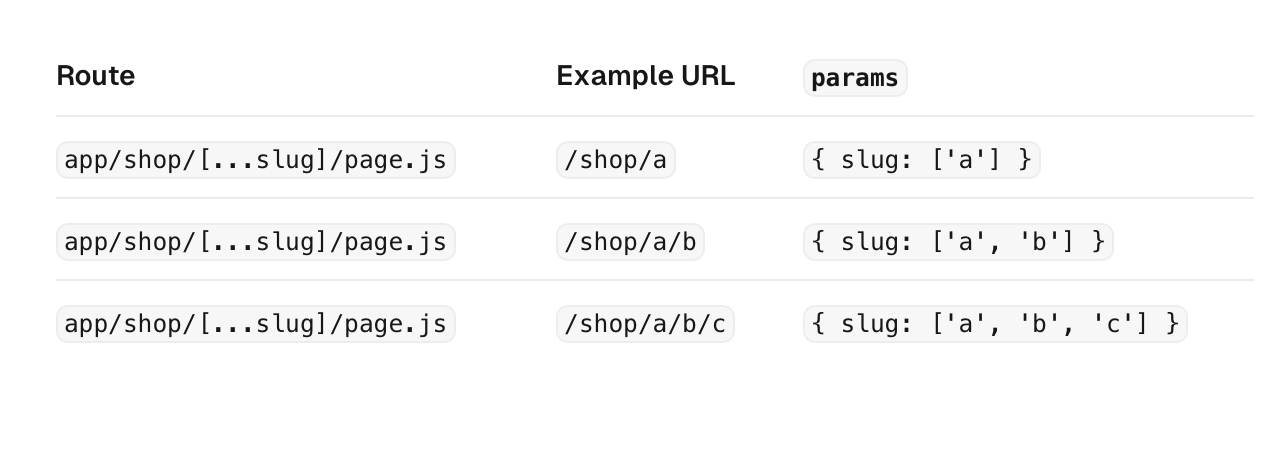 Route Example URL params
app/shop/[...slug]/page.js /shop/a { slug: ['a'] }
app/shop/[...slug]/page.js /shop/a/b { slug: ['a', 'b'] }
app/shop/[...slug]/page.js /shop/a/b/c { slug: ['a', 'b', 'c'] }